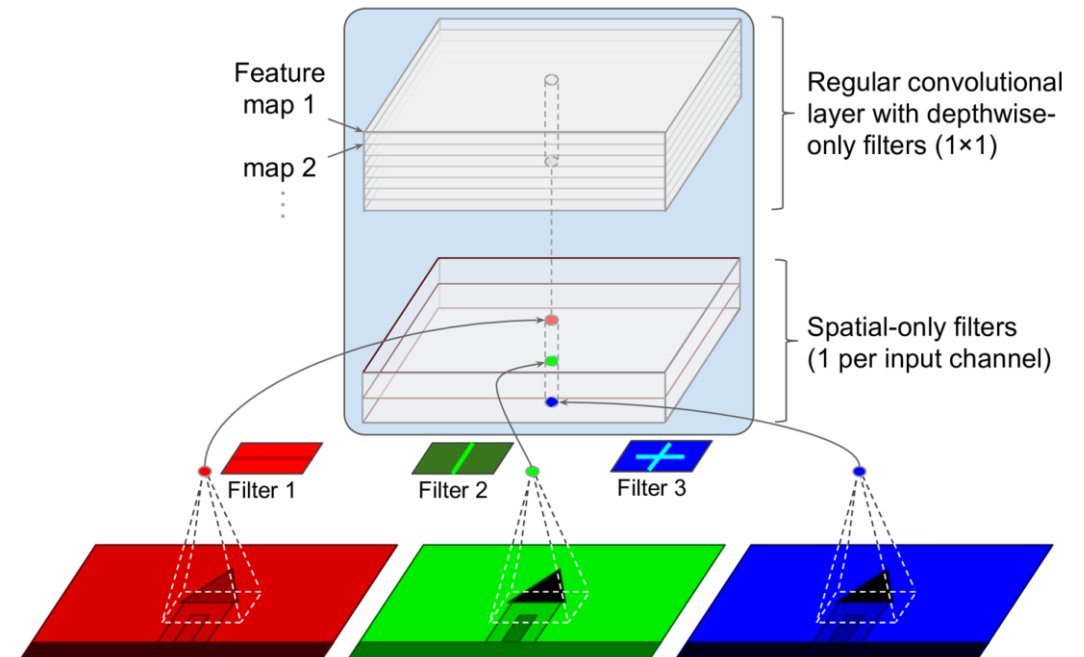 Feature
map 1
map 2
⋮
Regular convolutional
layer with depthwise-
only filters (1×1)
Spatial-only filters
(1 per input channel)
Filter 1
Filter 2
Filter 3